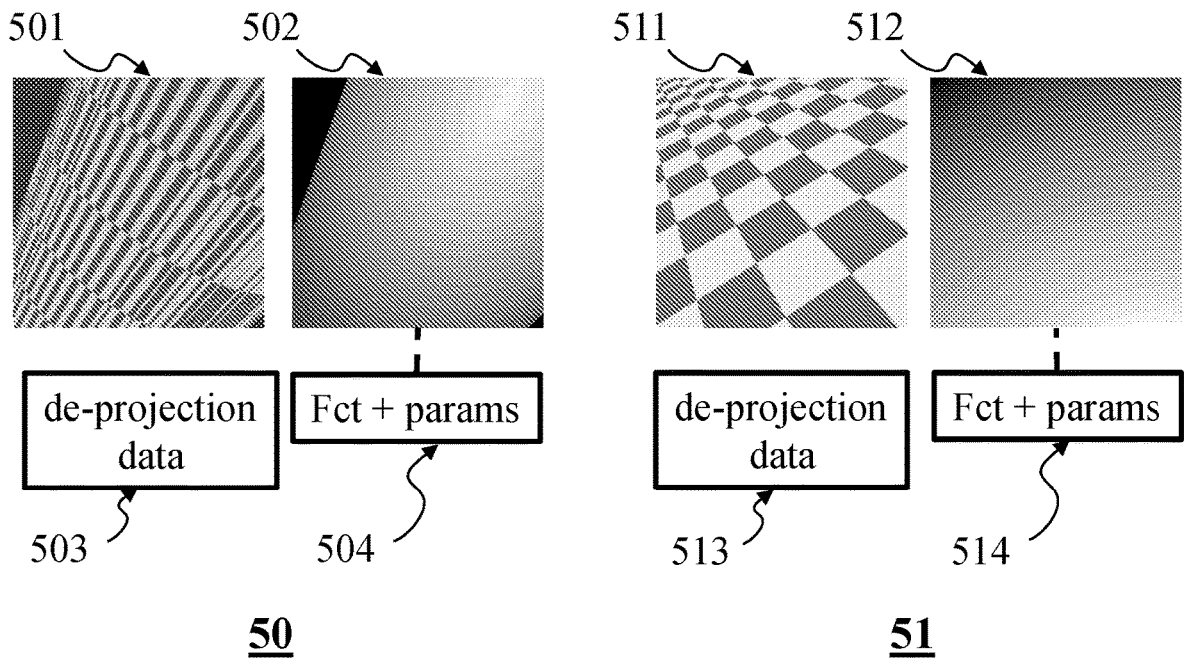 501 502 511 512
de-projection data Fct + params de-projection data Fct + params
503 504 513 514
50 51